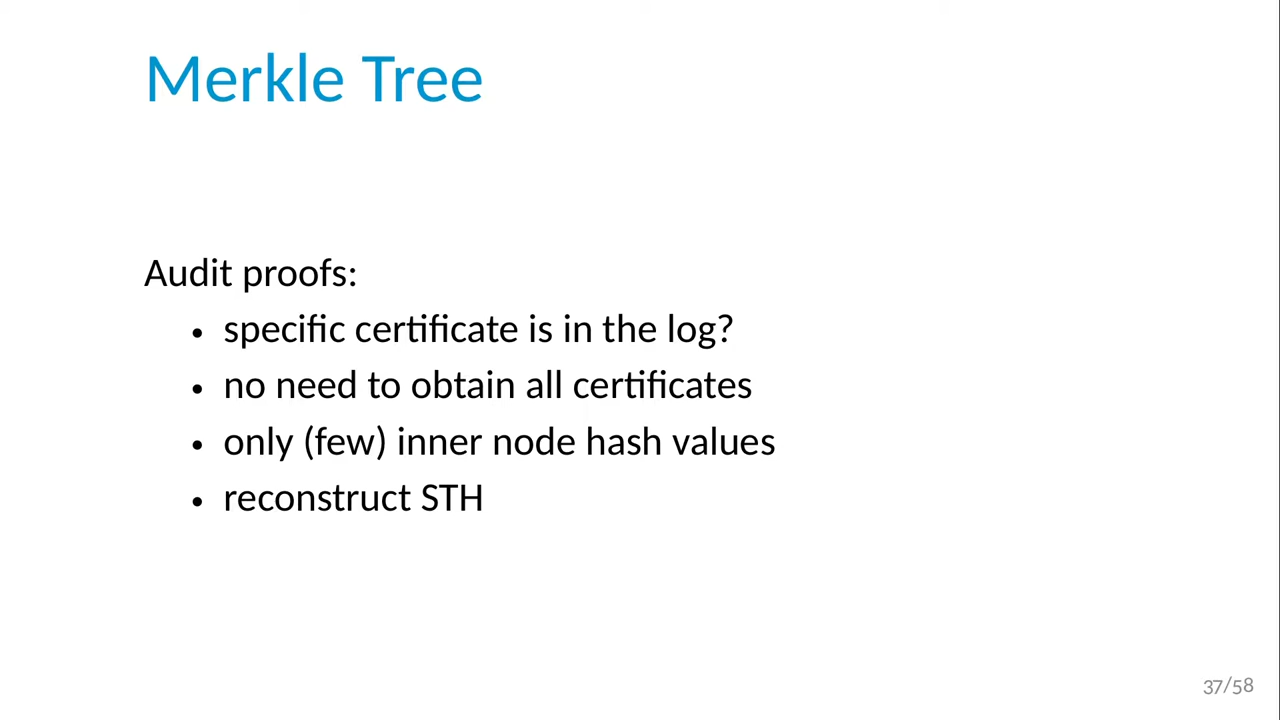 Merkle Tree
Audit proofs:
• specific certificate is in the log?
• no need to obtain all certificates
• only (few) inner node hash values
• reconstruct STH
37/58